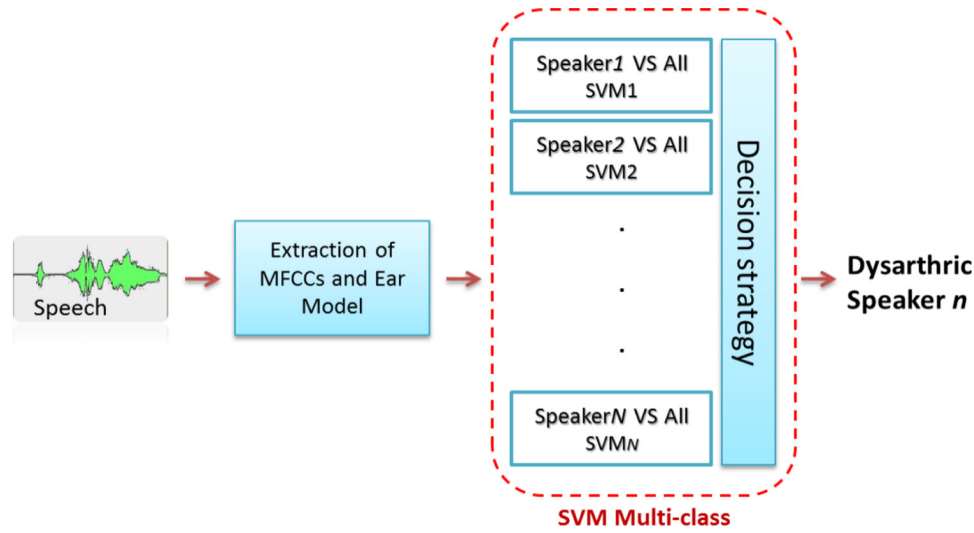 Speech
Extraction of
MFCCs and Ear
Model
Speaker1 VS All
SVM1
Speaker2 VS All
SVM2
.
.
.
SpeakerN VS All
SVMN
Decision strategy
SVM Multi-class
Dysarthric
Speaker n